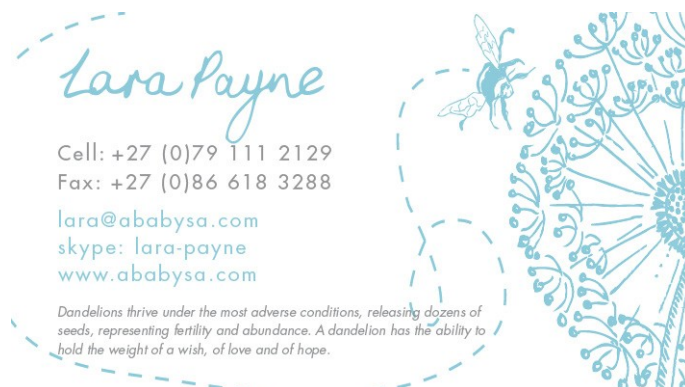 Lara Payne
Cell: +27 (0)79 111 2129
Fax: +27 (0)86 618 3288
lara@ababysa.com
skype: lara-payne
www.ababysa.com
Dandelions thrive under the most adverse conditions, releasing dozens of
seeds, representing fertility and abundance. A dandelion has the ability to
hold the weight of a wish, of love and of hope.